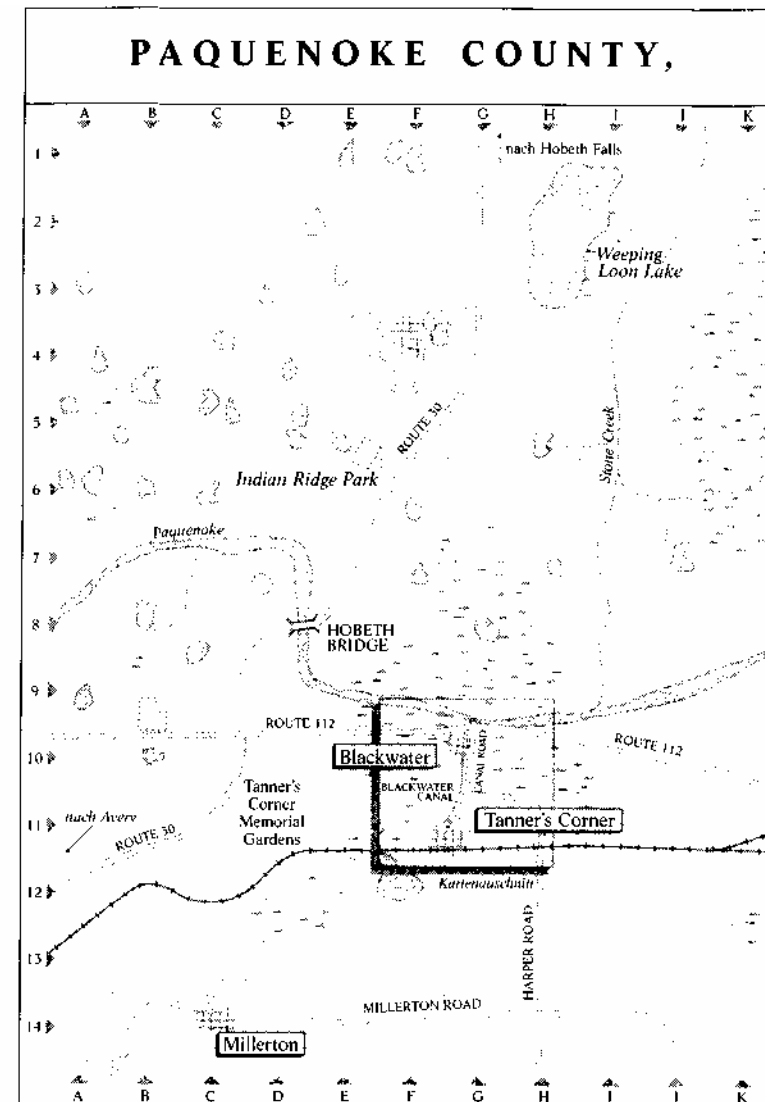 PAQUENOKE COUNTY,
A B C D E F G H I J K
1
nach Hobeth Falls
2
Weeping
Loon Lake
3
4
5
ROUTE 30
Stone Creek
6
Indian Ridge Park
Paquenoke
7
8
HOBETH
BRIDGE
9
ROUTE 112
10
Blackwater
BLACKWATER
CANAL
CANAL ROAD
ROUTE 112
Tanner's
Corner
Memorial
Gardens
nach Avery
11
ROUTE 30
Tanner's Corner
12
Kartenauschnitt
HARPER ROAD
13
MILLERTON ROAD
14
Millerton
A B C D E F G H I J K